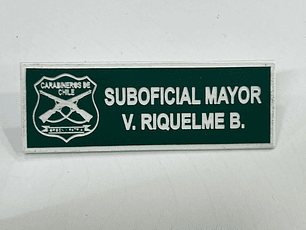 CARABINEROS DE
CHILE
SUBOFICIAL MAYOR
V. RIQUELME B.